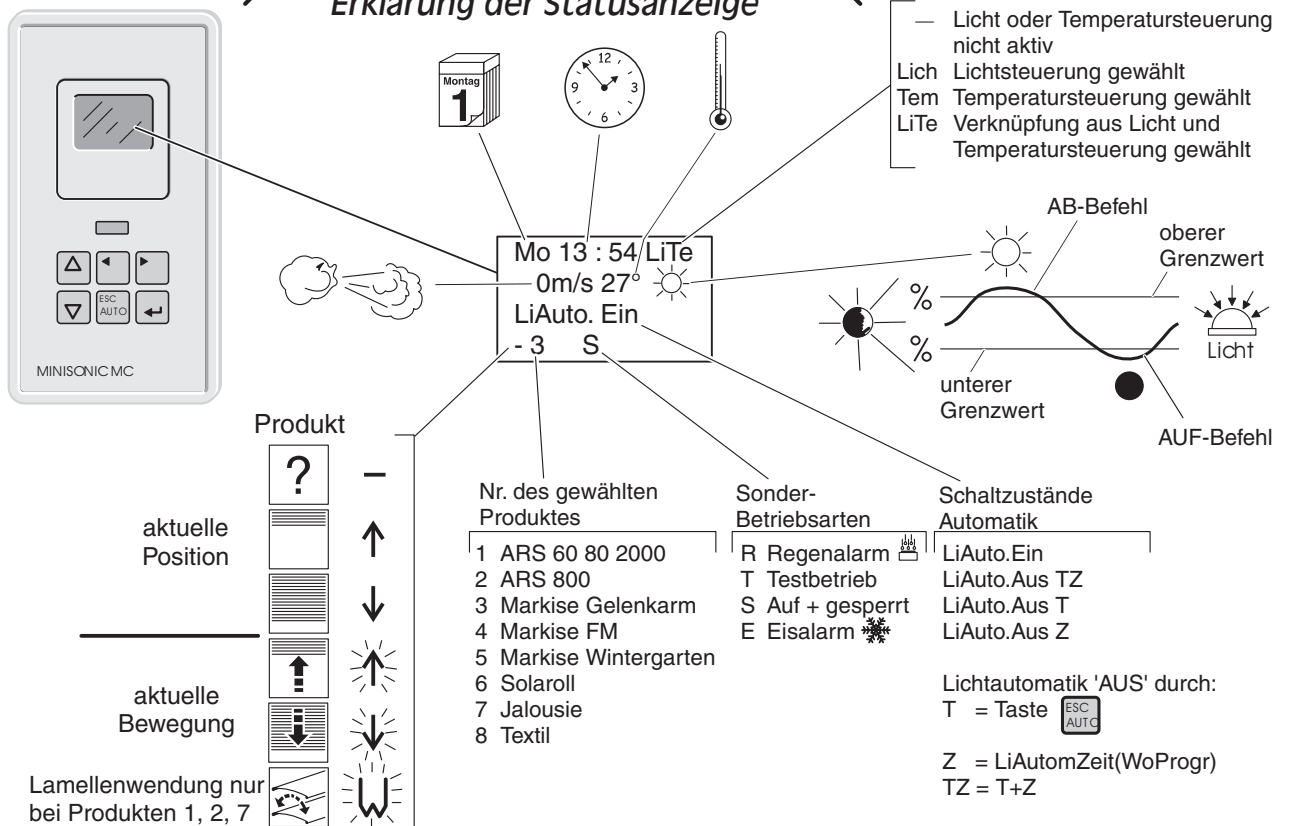 Erklärung der Statusanzeige
— Licht oder Temperatursteuerung
nicht aktiv
Lich Lichtsteuerung gewählt
Tem Temperatursteuerung gewählt
LiTe Verknüpfung aus Licht und
Temperatursteuerung gewählt
Montag
1
12
3
6
9
ESC
AUTO
MINISONIC MC
Mo 13 : 54 LiTe
0m/s 27°
LiAuto. Ein
- 3 S
AB-Befehl
oberer
Grenzwert
%
%
Licht
unterer
Grenzwert
AUF-Befehl
Produkt
? –
aktuelle
Position
aktuelle
Bewegung
Lamellenwendung nur
bei Produkten 1, 2, 7
W
Nr. des gewählten
Produktes
1 ARS 60 80 2000
2 ARS 800
3 Markise Gelenkarm
4 Markise FM
5 Markise Wintergarten
6 Solaroll
7 Jalousie
8 Textil
Sonder-
Betriebsarten
R Regenalarm
T Testbetrieb
S Auf + gesperrt
E Eisalarm
Schaltzustände
Automatik
LiAuto.Ein
LiAuto.Aus TZ
LiAuto.Aus T
LiAuto.Aus Z
Lichtautomatik 'AUS' durch:
T = Taste ESC AUTO
Z = LiAutomZeit(WoProgr)
TZ = T+Z